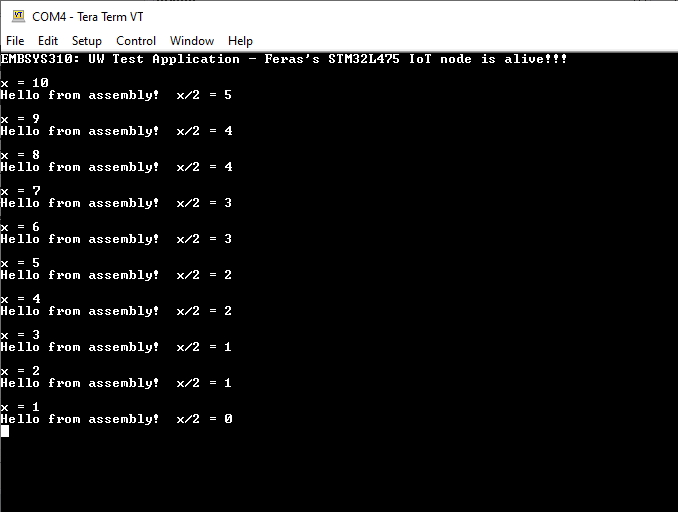 VT COM4 - Tera Term VT
File Edit Setup Control Window Help
EMBSYS310: UW Test Application - Feras's STM32L475 IoT node is alive!!!
x = 10
Hello from assembly!  x/2 = 5
x = 9
Hello from assembly!  x/2 = 4
x = 8
Hello from assembly!  x/2 = 4
x = 7
Hello from assembly!  x/2 = 3
x = 6
Hello from assembly!  x/2 = 3
x = 5
Hello from assembly!  x/2 = 2
x = 4
Hello from assembly!  x/2 = 2
x = 3
Hello from assembly!  x/2 = 1
x = 2
Hello from assembly!  x/2 = 1
x = 1
Hello from assembly!  x/2 = 0